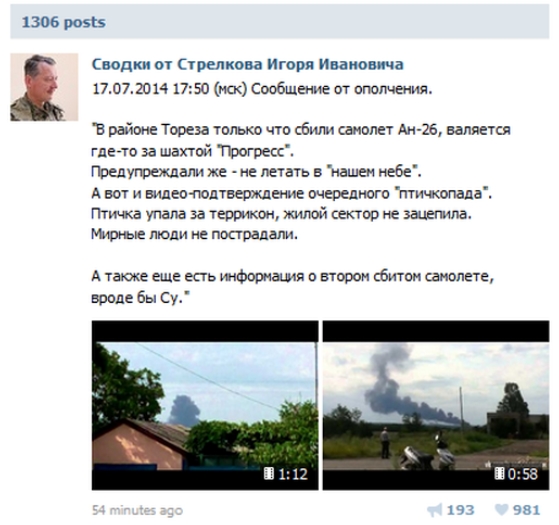 1306 posts
Сводки от Стрелкова Игоря Ивановича
17.07.2014 17:50 (мск) Сообщение от ополчения.
"В районе Тореза только что сбили самолет Ан-26, валяется
где-то за шахтой "Прогресс".
Предупреждали же - не летать в "нашем небе".
А вот и видео-подтверждение очередного "птичкопада".
Птичка упала за террикон, жилой сектор не зацепила.
Мирные люди не пострадали.
А также еще есть информация о втором сбитом самолете,
вроде бы Су."
1:12
0:58
54 minutes ago
193
981